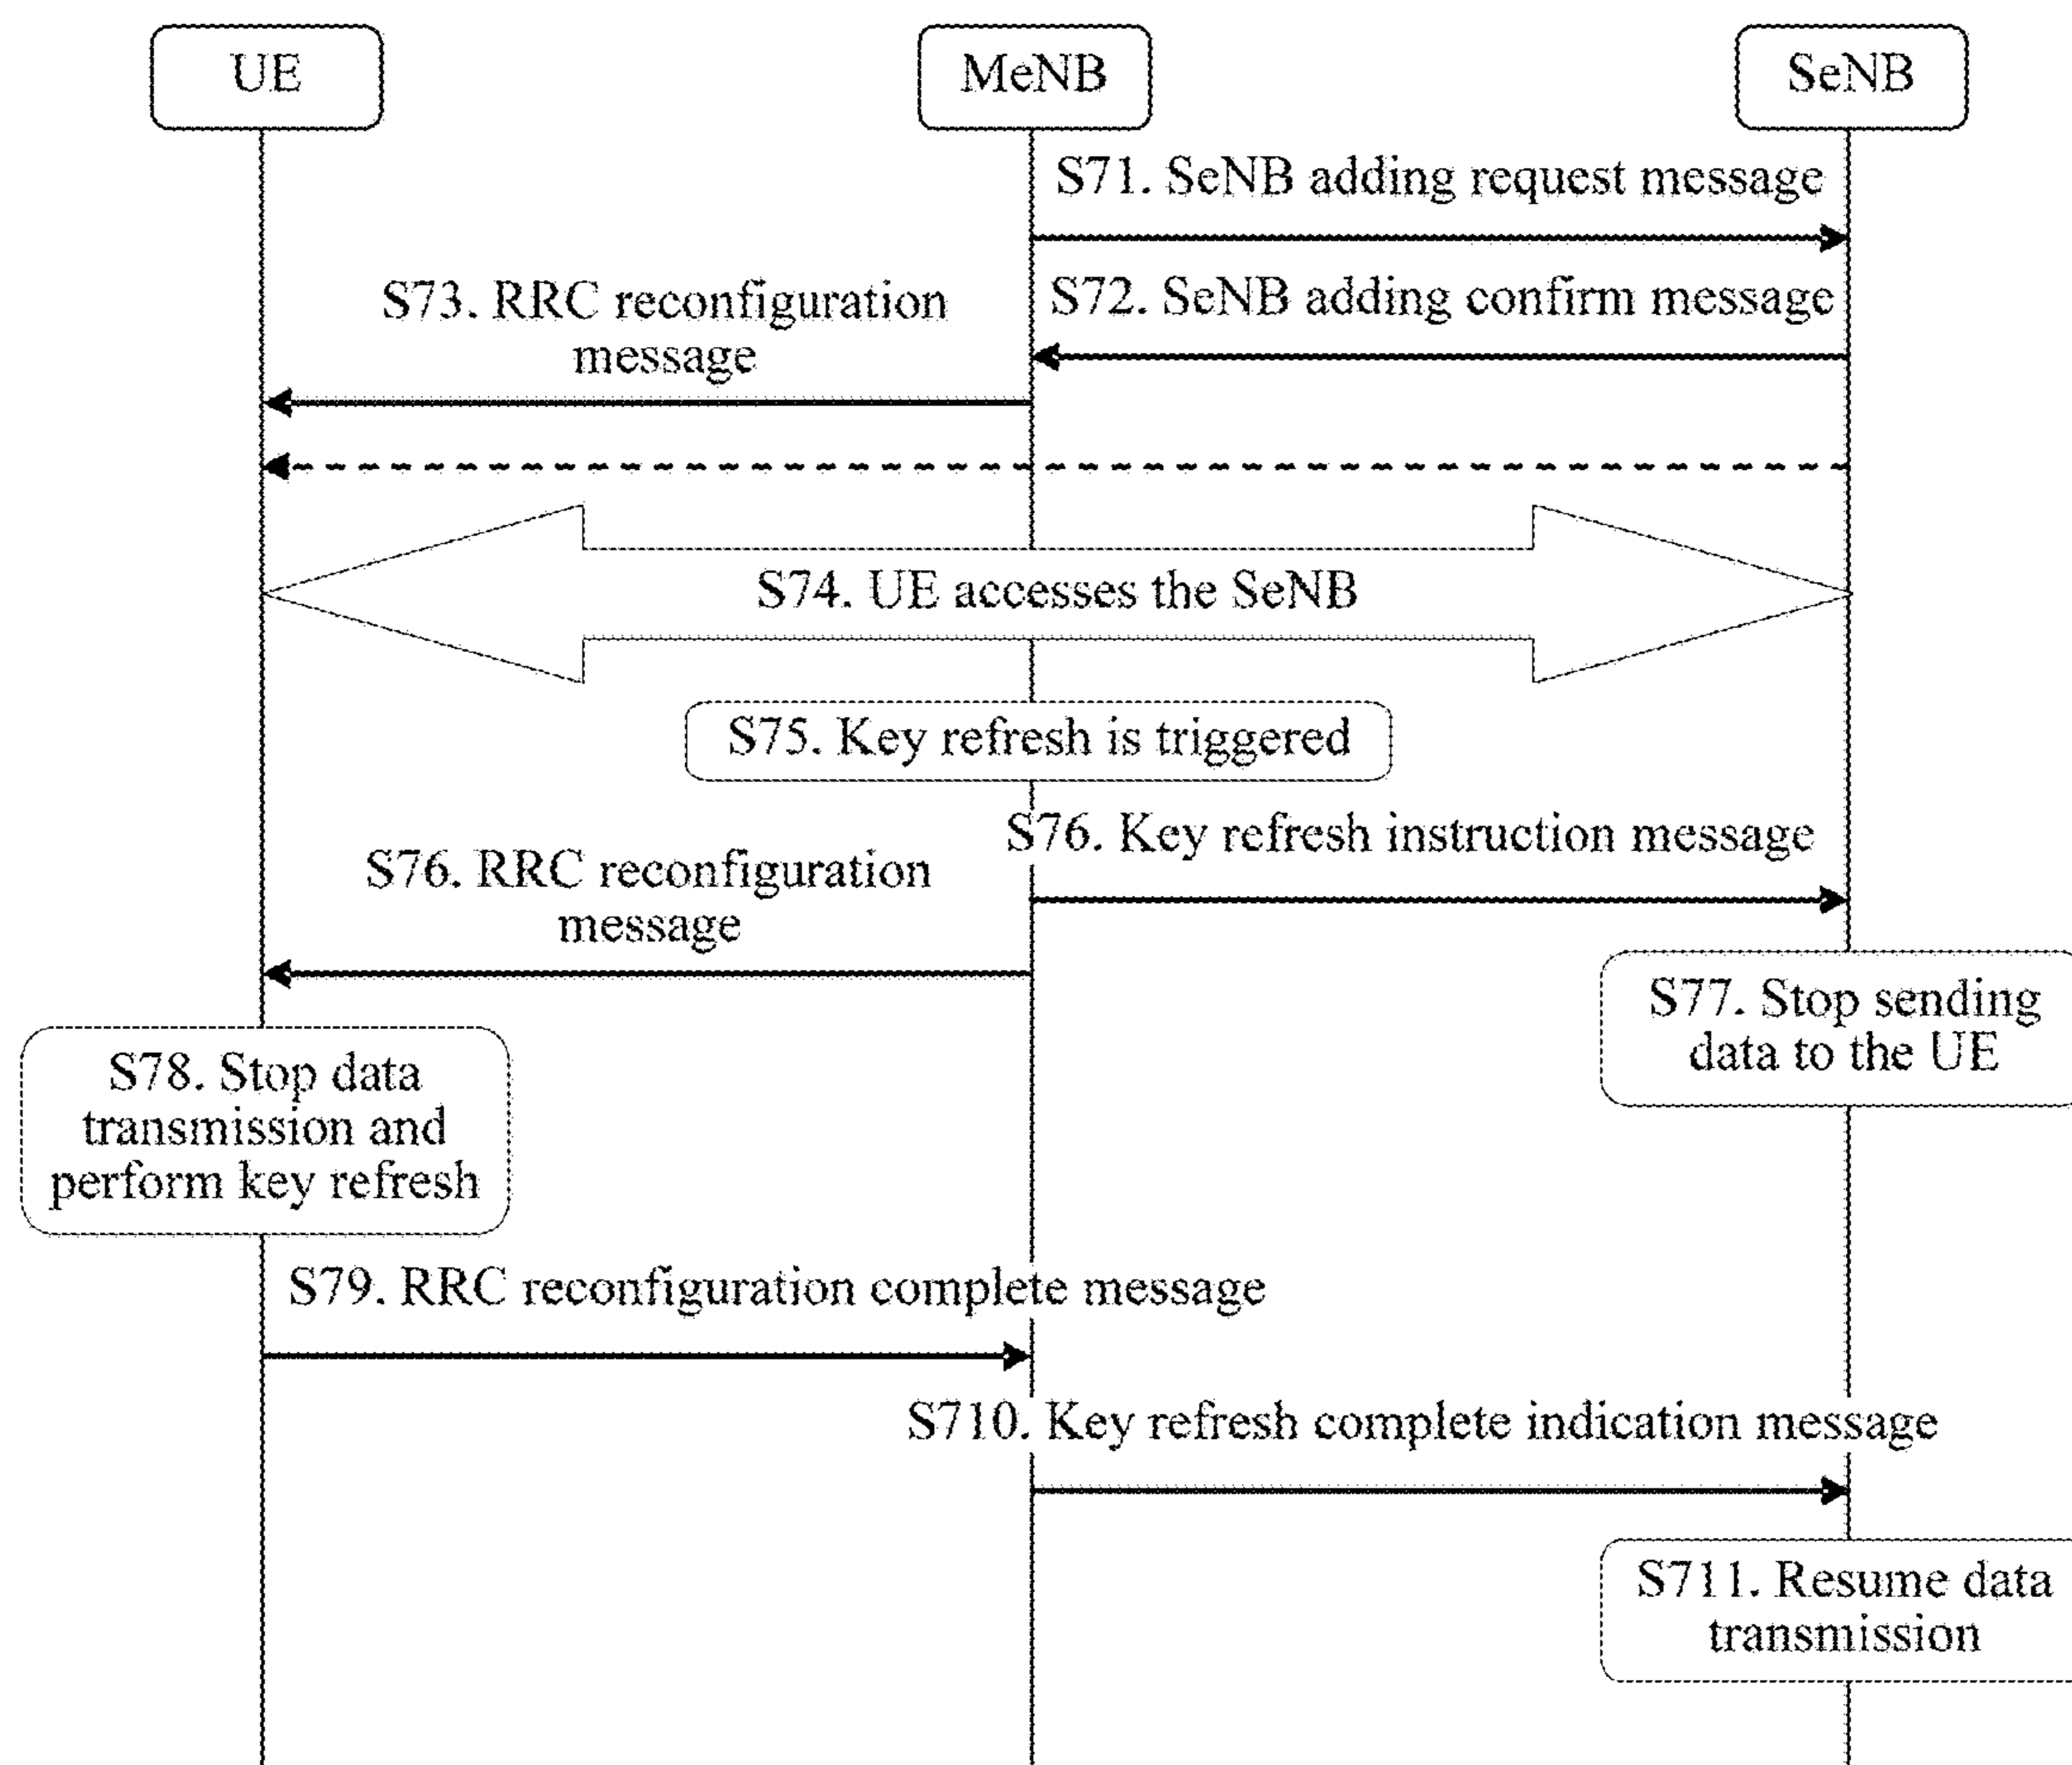 UE
MeNB
SeNB
S71. SeNB adding request message
S73. RRC reconfiguration
message
S72. SeNB adding confirm message
S74. UE accesses the SeNB
S75. Key refresh is triggered
S76. Key refresh instruction message
S76. RRC reconfiguration
message
S77. Stop sending
data to the UE
S78. Stop data
transmission and
perform key refresh
S79. RRC reconfiguration complete message
S710. Key refresh complete indication message
S711. Resume data
transmission